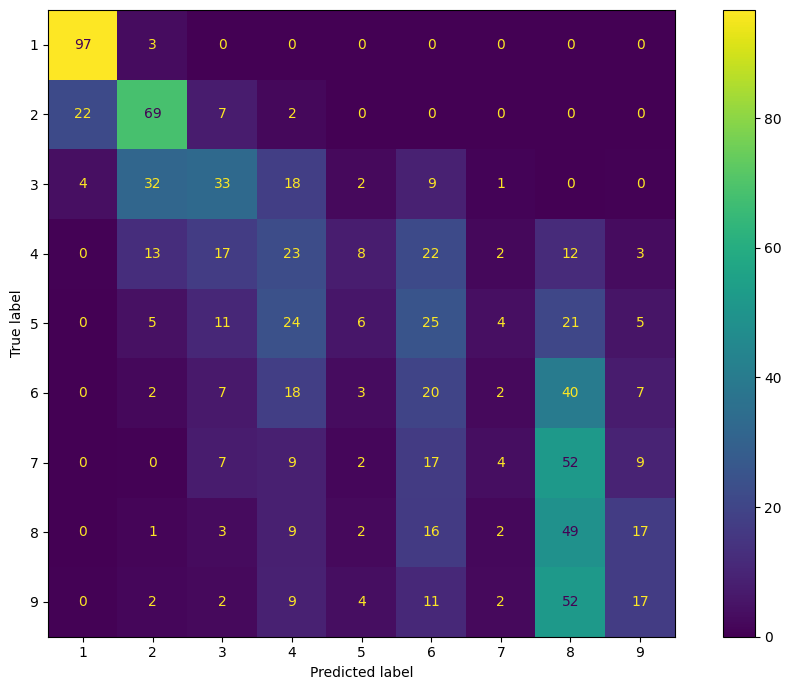 1 97 3 0 0 0 0 0 0 0
2 22 69 7 2 0 0 0 0 0
3 4 32 33 18 2 9 1 0 0
4 0 13 17 23 8 22 2 12 3
5 0 5 11 24 6 25 4 21 5
6 0 2 7 18 3 20 2 40 7
7 0 0 7 9 2 17 4 52 9
8 0 1 3 9 2 16 2 49 17
9 0 2 2 9 4 11 2 52 17
1 2 3 4 5 6 7 8 9
Predicted label
True label
80
60
40
20
0